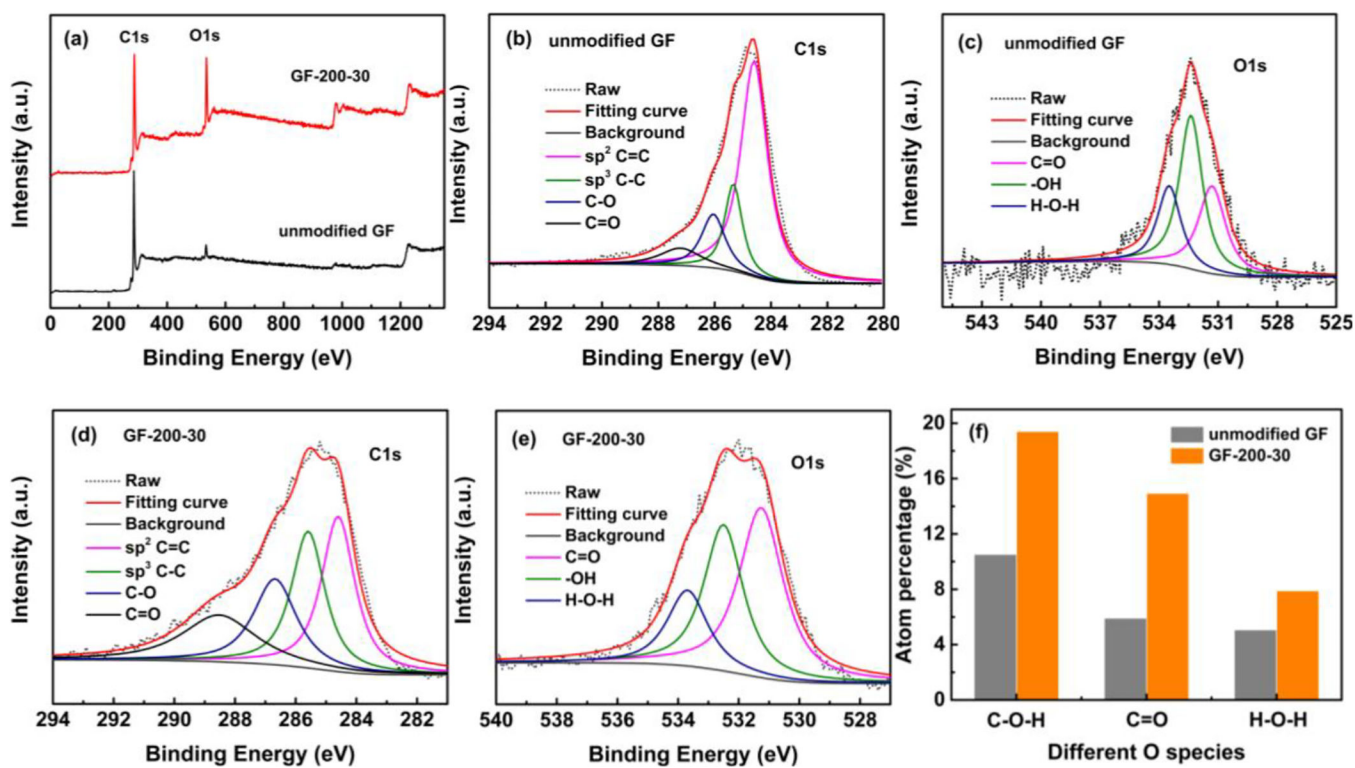 (a)
C1s
O1s
GF-200-30
unmodified GF
Intensity (a.u.)
0 200 400 600 800 1000 1200
Binding Energy (eV)
(b)
unmodified GF
C1s
Raw
Fitting curve
Background
sp² C=C
sp³ C-C
C-O
C=O
Intensity (a.u.)
294 292 290 288 286 284 282 280
Binding Energy (eV)
(c)
unmodified GF
O1s
Raw
Fitting curve
Background
C=O
-OH
H-O-H
Intensity (a.u.)
543 540 537 534 531 528 525
Binding Energy (eV)
(d)
GF-200-30
C1s
Raw
Fitting curve
Background
sp² C=C
sp³ C-C
C-O
C=O
Intensity (a.u.)
294 292 290 288 286 284 282
Binding Energy (eV)
(e)
GF-200-30
O1s
Raw
Fitting curve
Background
C=O
-OH
H-O-H
Intensity (a.u.)
540 538 536 534 532 530 528
Binding Energy (eV)
(f)
unmodified GF
GF-200-30
Atom percentage (%)
20
16
12
8
4
0
C-O-H C=O H-O-H
Different O species